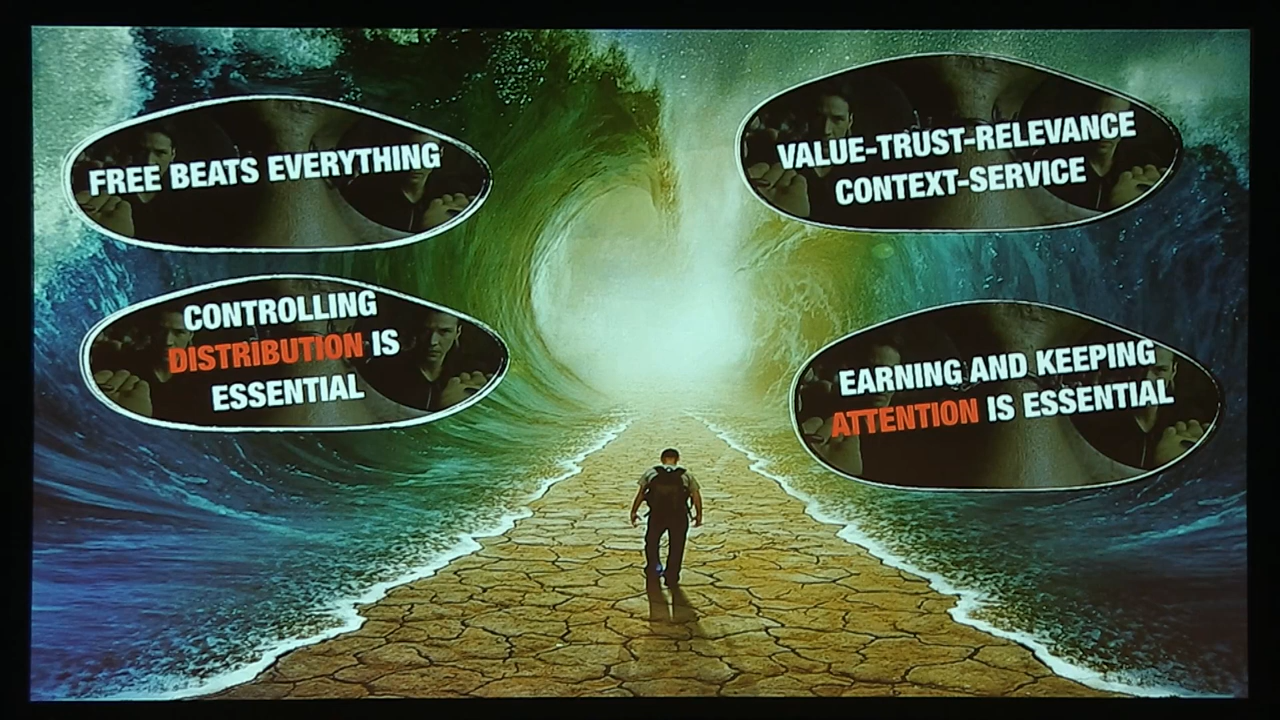 FREE BEATS EVERYTHING
CONTROLLING
DISTRIBUTION IS
ESSENTIAL
VALUE-TRUST-RELEVANCE
CONTEXT-SERVICE
EARNING AND KEEPING
ATTENTION IS ESSENTIAL